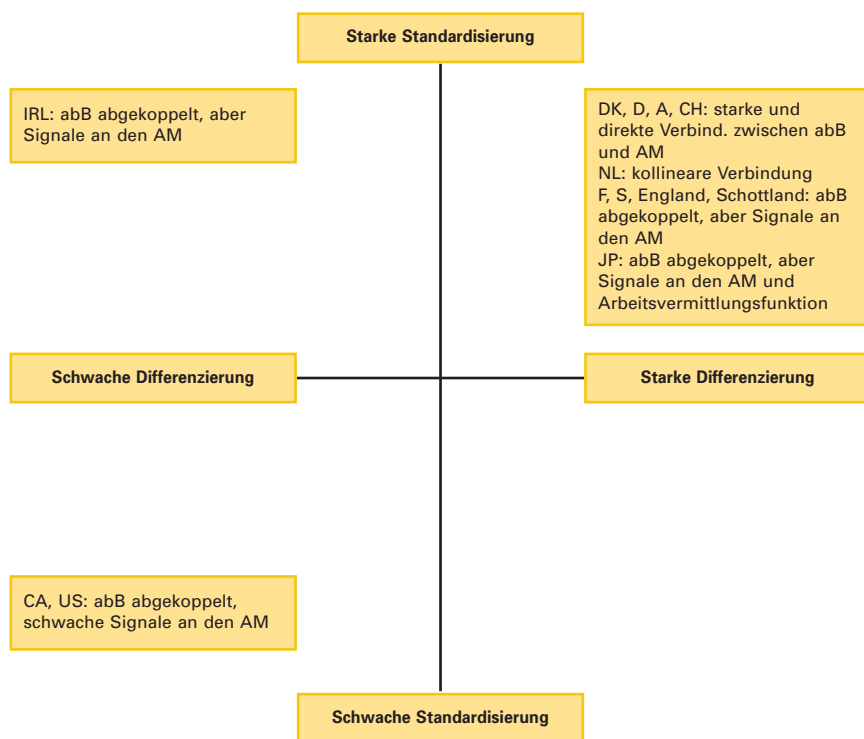 Starke Standardisierung
IRL: abB abgekoppelt, aber
Signale an den AM
DK, D, A, CH: starke und
direkte Verbind. zwischen abB
und AM
NL: kollineare Verbindung
F, S, England, Schottland: abB
abgekoppelt, aber Signale an
den AM
JP: abB abgekoppelt, aber
Signale an den AM und
Arbeitsvermittlungsfunktion
Schwache Differenzierung
Starke Differenzierung
CA, US: abB abgekoppelt,
schwache Signale an den AM
Schwache Standardisierung